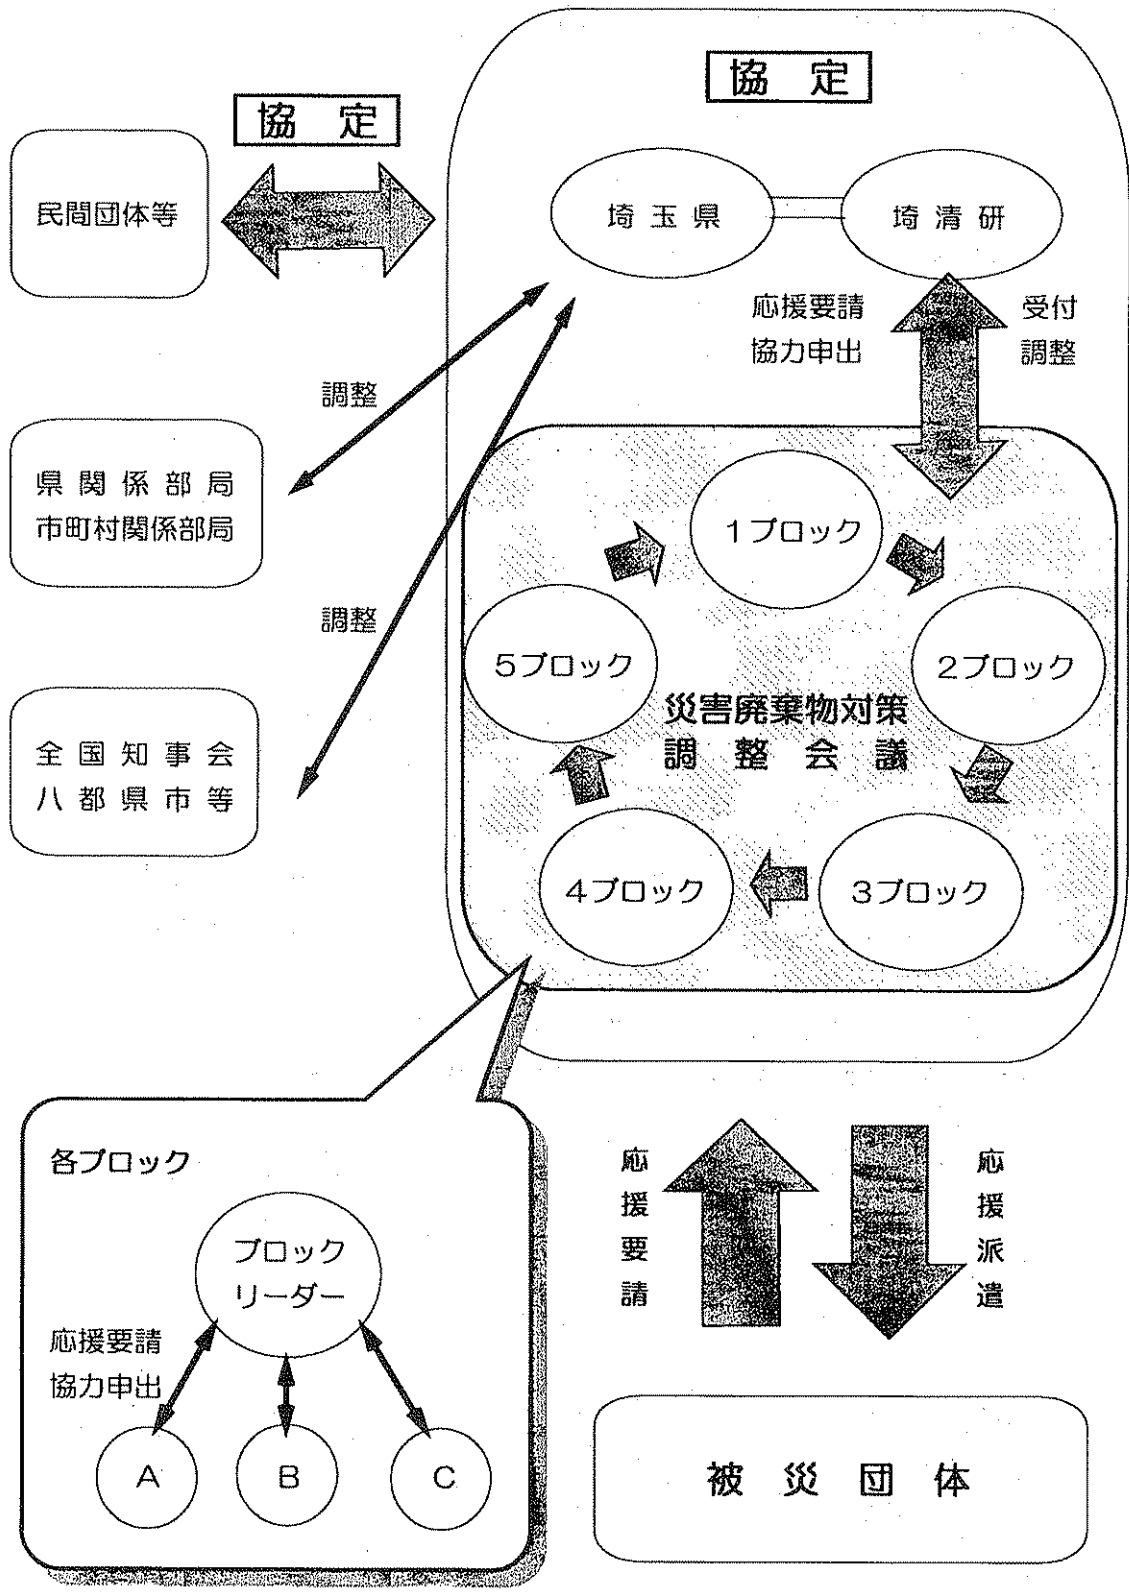 協 定
協 定
民間団体等
埼 玉 県
埼 清 研
応援要請
協力申出
受付
調整
調整
県 関 係 部 局
市町村関係部局
調整
全 国 知 事 会
八 都 県 市 等
1ブロック
2ブロック
3ブロック
4ブロック
5ブロック
災害廃棄物対策
調 整 会 議
各ブロック
ブロック
リーダー
応援要請
協力申出
A
B
C
応援要請
応援派遣
被 災 団 体